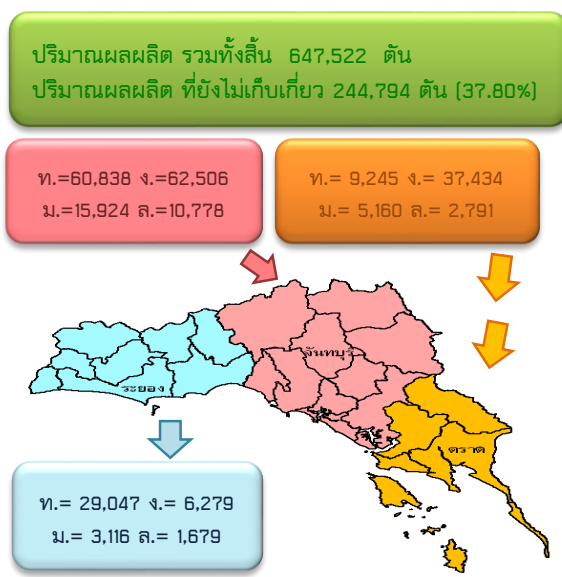 ปริมาณผลผลิต รวมทั้งสิ้น 647,522 ตัน
ปริมาณผลผลิต ที่ยังไม่เก็บเกี่ยว 244,794 ตัน (37.80%)
ท.=60,838 ง.=62,506
ม.=15,924 ล.=10,778
ท.= 9,245 ง.= 37,434
ม.= 5,160 ล.= 2,791
จันทบุรี
ระยอง
ตราด
ท.= 29,047 ง.= 6,279
ม.= 3,116 ล.= 1,679